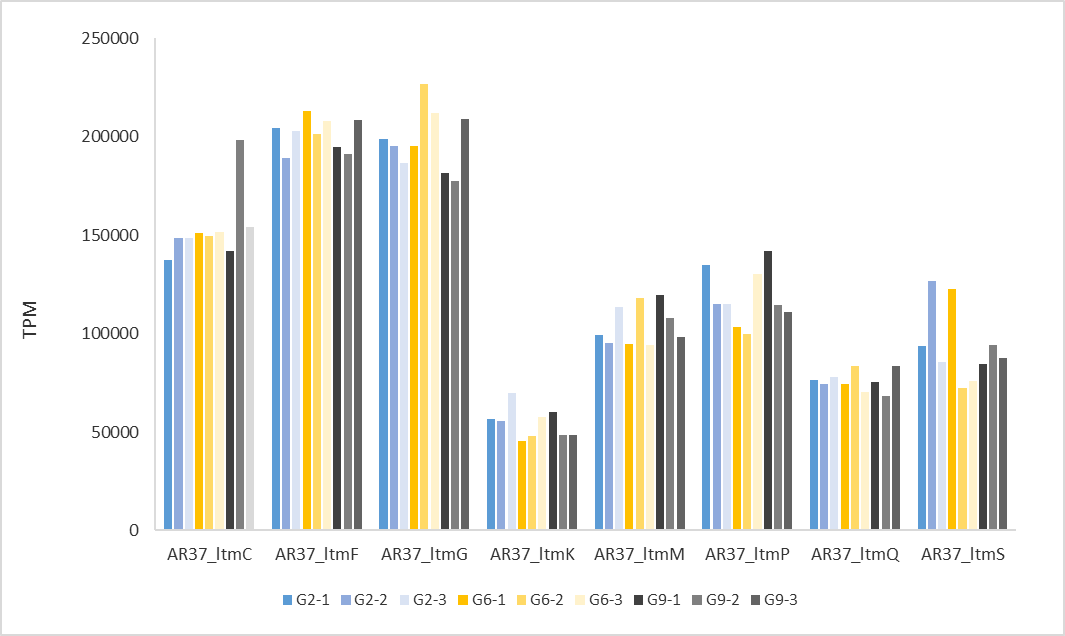 250000
200000
150000
100000
50000
0
TPM
AR37_ltmC AR37_ltmF AR37_ltmG AR37_ltmK AR37_ltmM AR37_ltmP AR37_ltmQ AR37_ltmS
G2-1 G2-2 G2-3 G6-1 G6-2 G6-3 G9-1 G9-2 G9-3